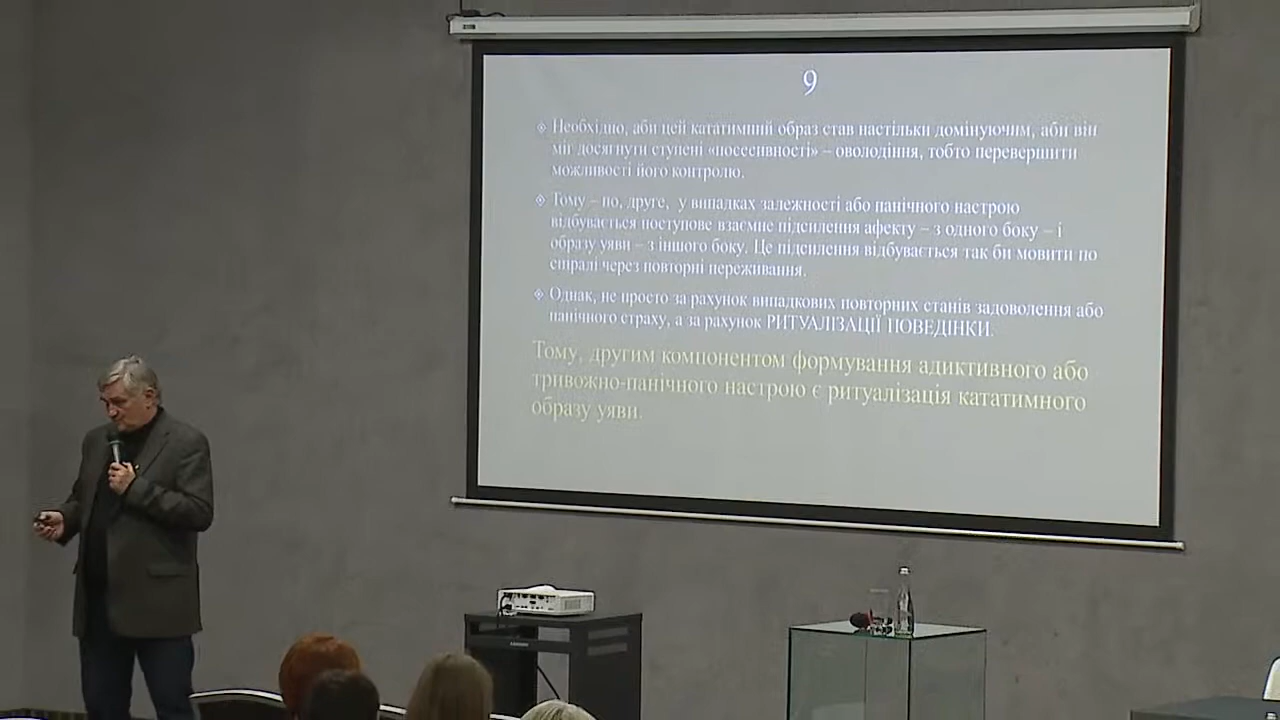 9
Необхідно, аби цей кататимний образ став настільки домінуючим, аби він
міг досягнути ступені «посесивності» – оволодіння, тобто перевершити
можливості його контролю.
Тому – по, друге, у випадках залежності або панічного настрою
відбувається поступове взаємне підсилення афекту – з одного боку – і
образу уяви – з іншого боку. Це підсилення відбувається так би мовити по
спіралі через повторні переживання.
Однак, не просто за рахунок випадкових повторних станів задоволення або
панічного страху, а за рахунок РИТУАЛІЗАЦІЇ ПОВЕДІНКИ.
Тому, другим компонентом формування адиктивного або
тривожно-панічного настрою є ритуалізація кататимного
образу уяви.